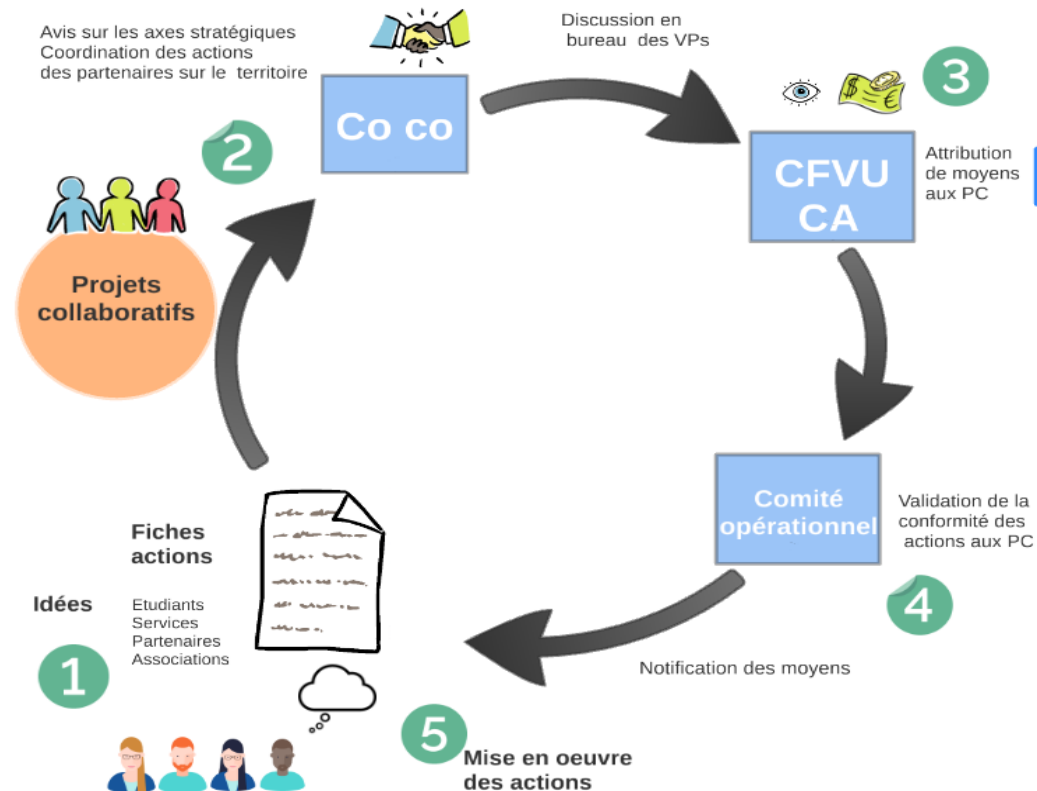 Avis sur les axes stratégiques
Coordination des actions
des partenaires sur le territoire
Co co
2
Discussion en
bureau des VPs
3
CFVU
CA
Attribution
de moyens
aux PC
Projets
collaboratifs
Comité
opérationnel
Validation de la
conformité des
actions aux PC
4
Notification des moyens
Fiches
actions
Idées
Etudiants
Services
Partenaires
Associations
1
5
Mise en oeuvre
des actions
$
€